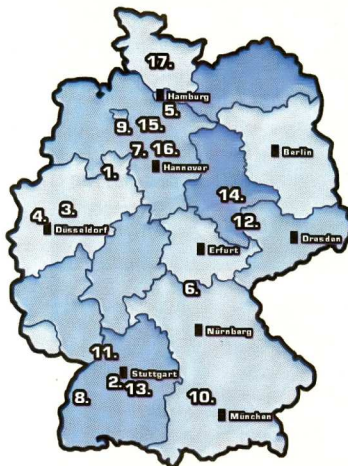 17.
Hamburg
5.
9.
15.
Berlin
7.
16.
1.
Hannover
14.
3.
4.
12.
Düsseldorf
Dresden
Erfurt
6.
Nürnberg
11.
Stuttgart
2.
13.
8.
10.
München